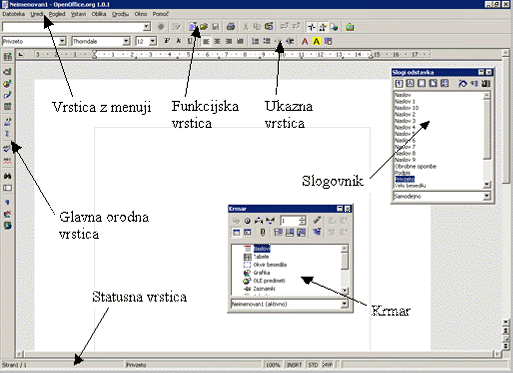 Neimenovan1 - OpenOffice.org 1.0.1
Datoteka Uredi Pogled Vstavi Oblika Orodja Okno Pomoč
Privzeto Thorndale 12
Vrstica z menuji
Funkcijska vrstica
Ukazna vrstica
Slogi odstavka
Naslov
Naslov 1
Naslov 10
Naslov 2
Naslov 3
Naslov 4
Naslov 5
Naslov 6
Naslov 7
Naslov 8
Naslov 9
Obrobne opombe
Podpis
Privzeto
Telo besedila
Samodejno
Slogovnik
Glavna orodna vrstica
Krmar
1
Naslovi
Tabele
Okvir besedila
Grafika
OLE predmeti
Zaznamki
Neimenovan1 (aktivno)
Krmar
Statusna vrstica
Stran1 / 1 Privzeto 100% INSRT STD HYP